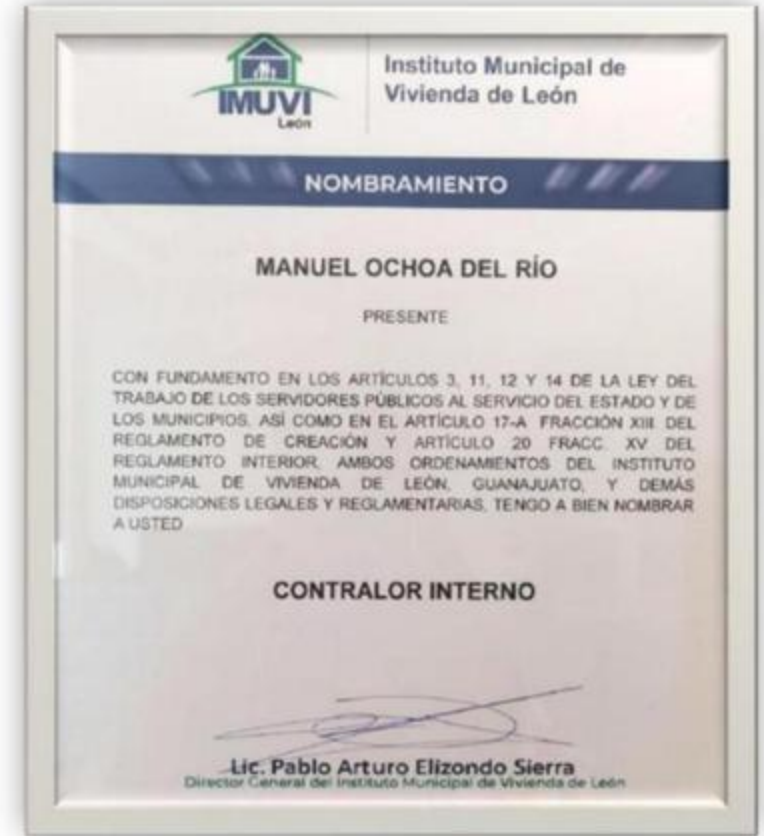 IMUVI
León
Instituto Municipal de
Vivienda de León
NOMBRAMIENTO
MANUEL OCHOA DEL RÍO
PRESENTE
CON FUNDAMENTO EN LOS ARTÍCULOS 3, 11, 12 Y 14 DE LA LEY DEL
TRABAJO DE LOS SERVIDORES PÚBLICOS AL SERVICIO DEL ESTADO Y DE
LOS MUNICIPIOS, ASÍ COMO EN EL ARTÍCULO 17-A FRACCIÓN XIII DEL
REGLAMENTO DE CREACIÓN Y ARTÍCULO 20 FRACC. XV DEL
REGLAMENTO INTERIOR, AMBOS ORDENAMIENTOS DEL INSTITUTO
MUNICIPAL DE VIVIENDA DE LEÓN, GUANAJUATO, Y DEMÁS
DISPOSICIONES LEGALES Y REGLAMENTARIAS, TENGO A BIEN NOMBRAR
A USTED
CONTRALOR INTERNO
Lic. Pablo Arturo Elizondo Sierra
Director General del Instituto Municipal de Vivienda de León